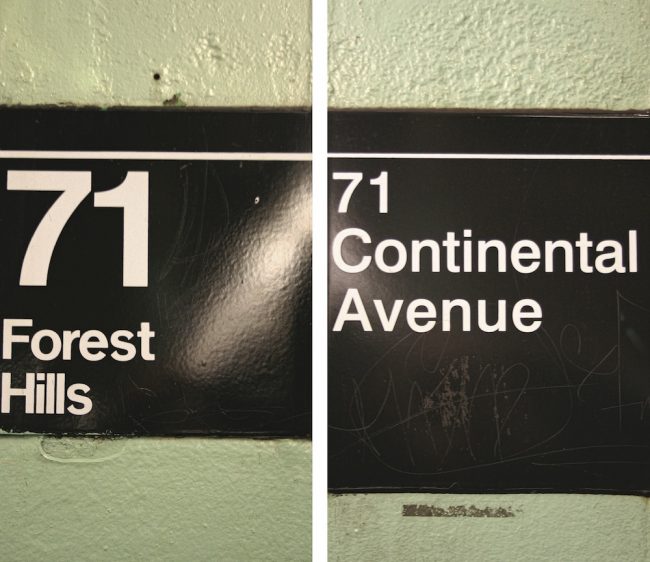 71
Forest
Hills
71
Continental
Avenue